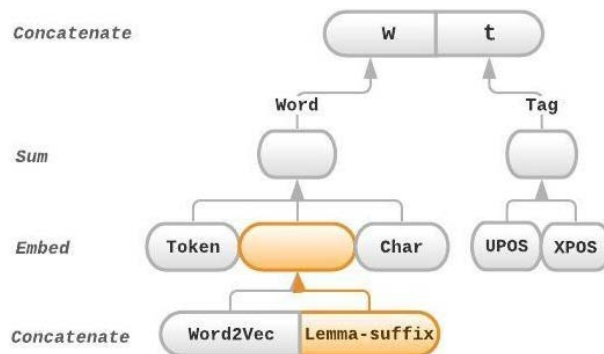 Concatenate
w t
Word Tag
Sum
Embed Token Char UPOS XPOS
Concatenate Word2Vec Lemma-suffix